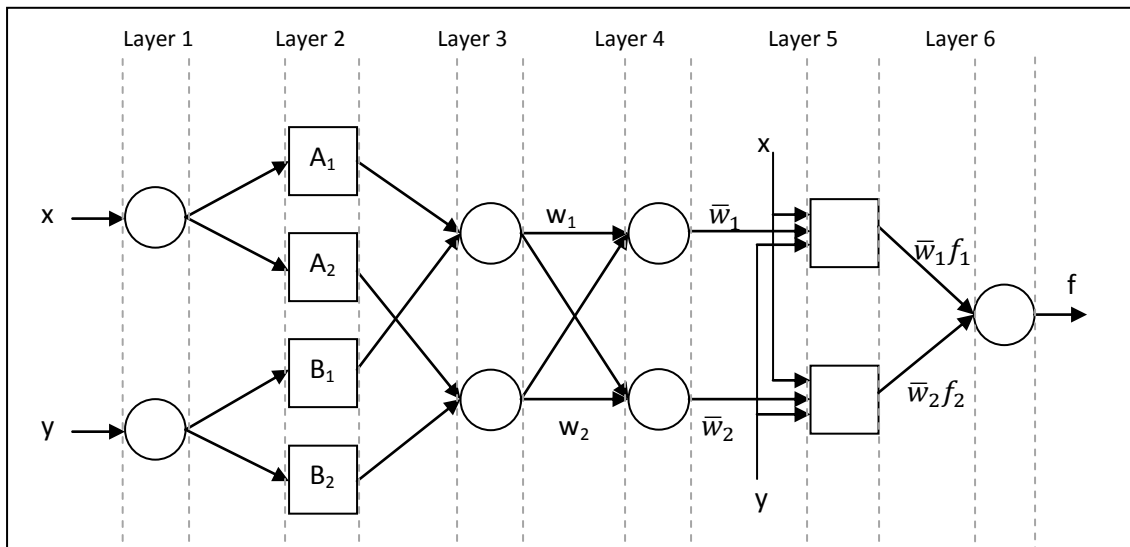 Layer 1 Layer 2 Layer 3 Layer 4 Layer 5 Layer 6
A₁
x
w₁
w̅₁
x
A₂
w̅₁f₁
f
B₁
w̅₂f₂
y
w₂
w̅₂
B₂
y